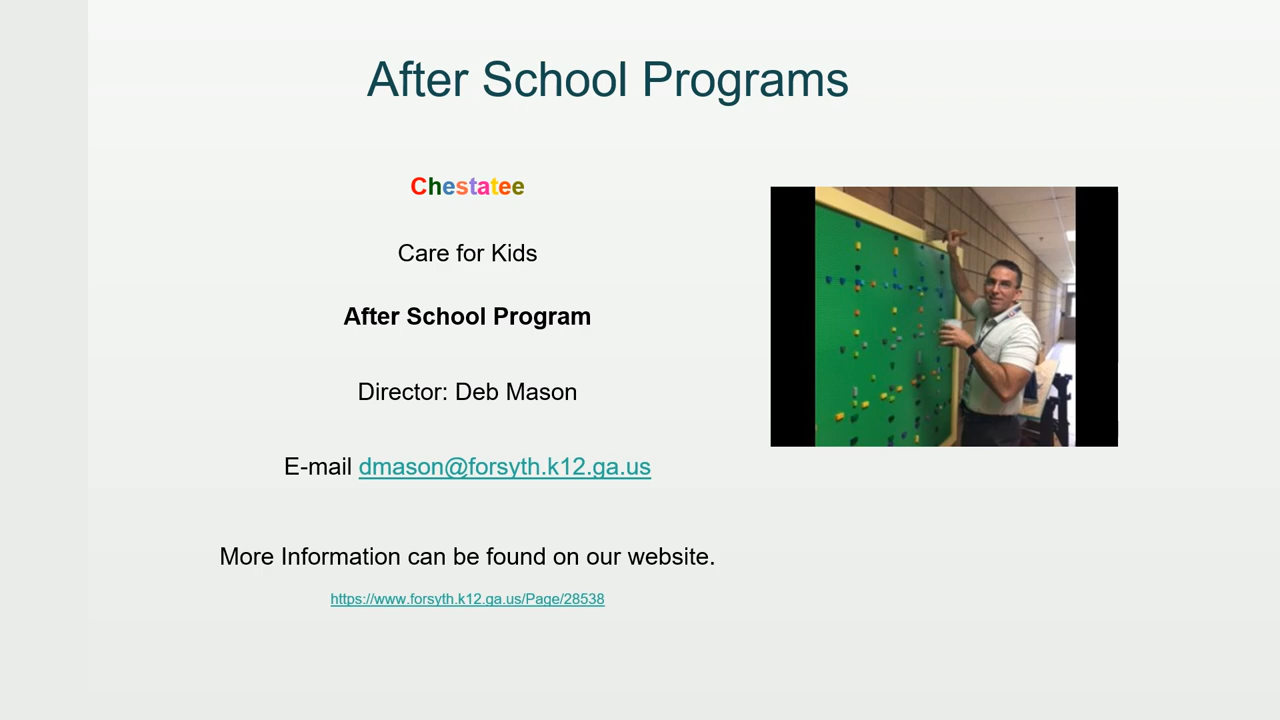 After School Programs
Chestatee
Care for Kids
After School Program
Director: Deb Mason
E-mail dmason@forsyth.k12.ga.us
More Information can be found on our website.
https://www.forsyth.k12.ga.us/Page/28538